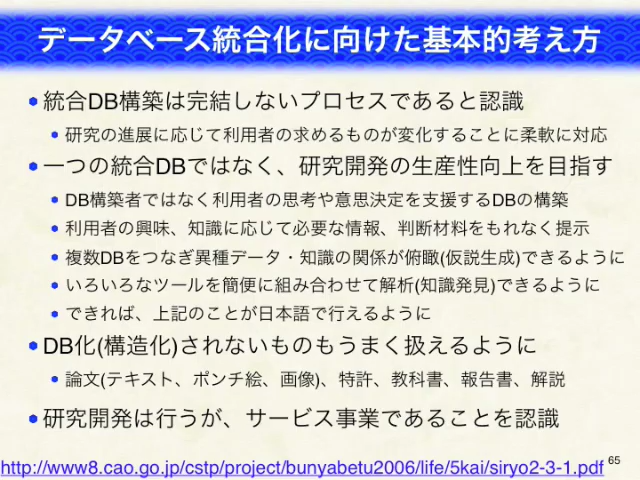 データベース統合化に向けた基本的考え方
統合DB構築は完結しないプロセスであると認識
研究の進展に応じて利用者の求めるものが変化することに柔軟に対応
一つの統合DBではなく、研究開発の生産性向上を目指す
DB構築者ではなく利用者の思考や意思決定を支援するDBの構築
利用者の興味、知識に応じて必要な情報、判断材料をもれなく提示
複数DBをつなぎ異種データ・知識の関係が俯瞰(仮説生成)できるように
いろいろなツールを簡便に組み合わせて解析(知識発見)できるように
できれば、上記のことが日本語で行えるように
DB化(構造化)されないものもうまく扱えるように
論文(テキスト、ポンチ絵、画像)、特許、教科書、報告書、解説
研究開発は行うが、サービス事業であることを認識
http://www8.cao.go.jp/cstp/project/bunyabetu2006/life/5kai/siryo2-3-1.pdf
65